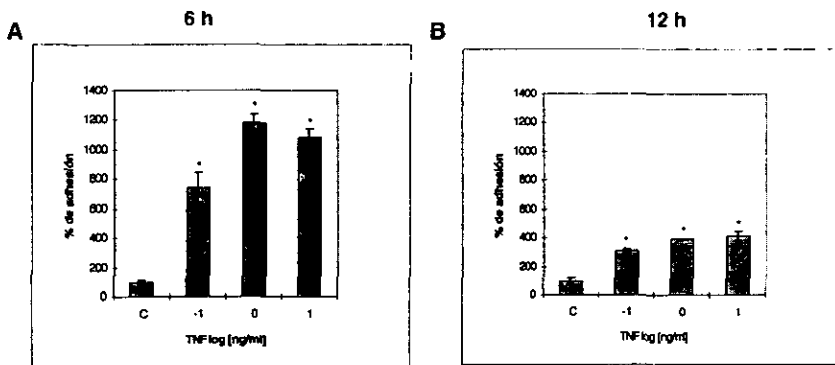 A
6 h
1400
1200
1000
800
600
400
200
0
% de adhesión
* * *
C -1 0 1
TNF log [ng/ml]
B
12 h
1400
1200
1000
800
600
400
200
0
% de adhesión
* * *
C -1 0 1
TNF log [ng/ml]